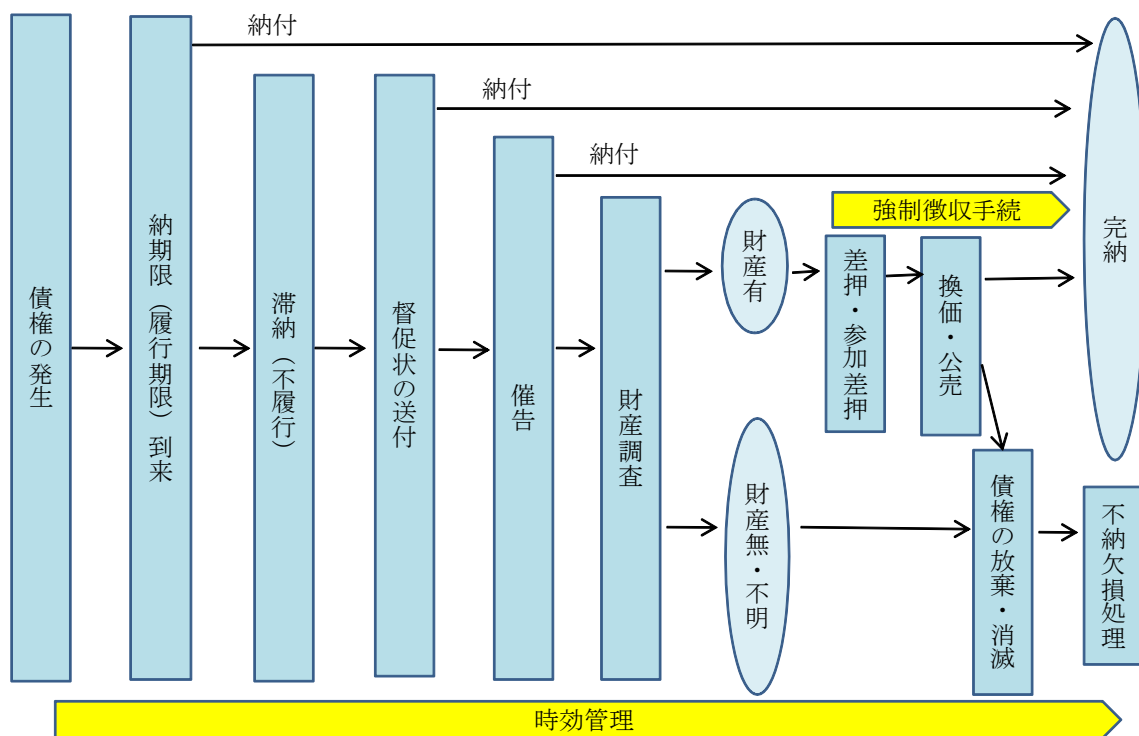 納付
納付
納付
強制徴収手続
債権の発生
納期限（履行期限）到来
滞納（不履行）
督促状の送付
催告
財産調査
財産有
差押・参加差押
換価・公売
完納
財産無・不明
債権の放棄・消滅
不納欠損処理
時効管理